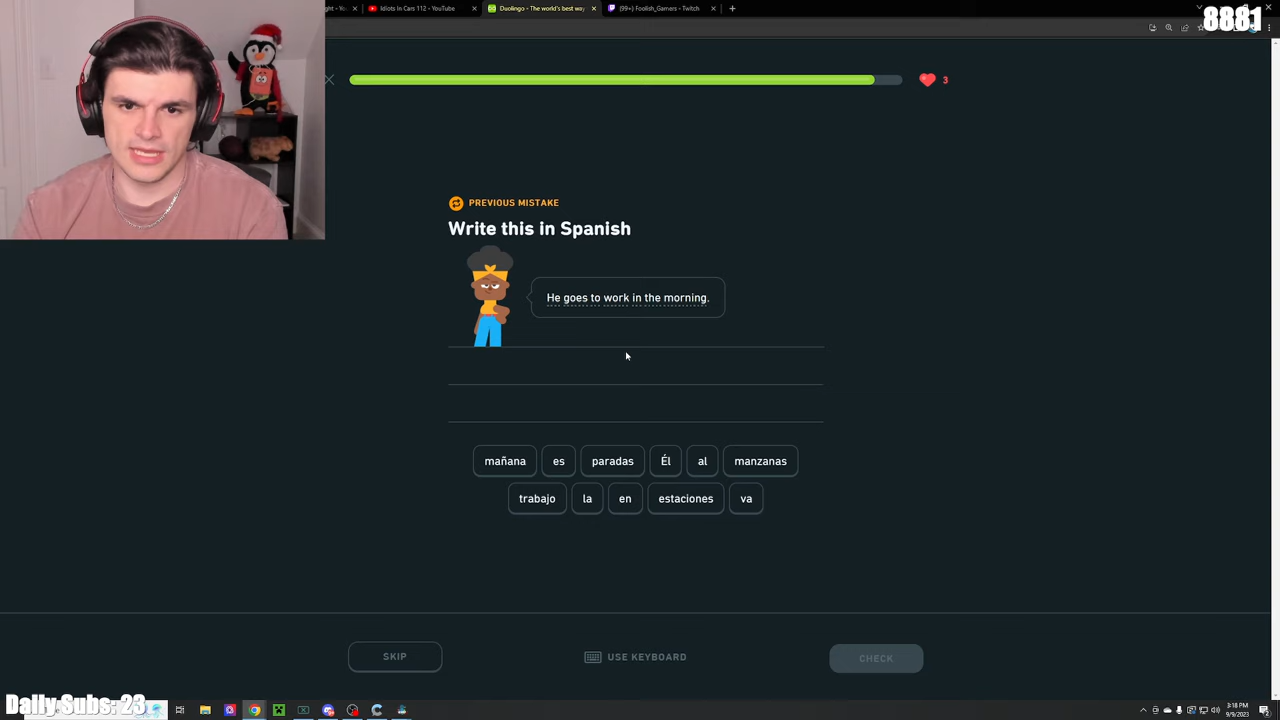 ight - Yo
Idiots In Cars 112 - YouTube
Duolingo - The world's best way
(99+) Foolish_Gamers - Twitch
8881
3
PREVIOUS MISTAKE
Write this in Spanish
He goes to work in the morning.
mañana es paradas Él al manzanas
trabajo la en estaciones va
SKIP
USE KEYBOARD
CHECK
Daily Subs: 23
3:18 PM
9/9/2023